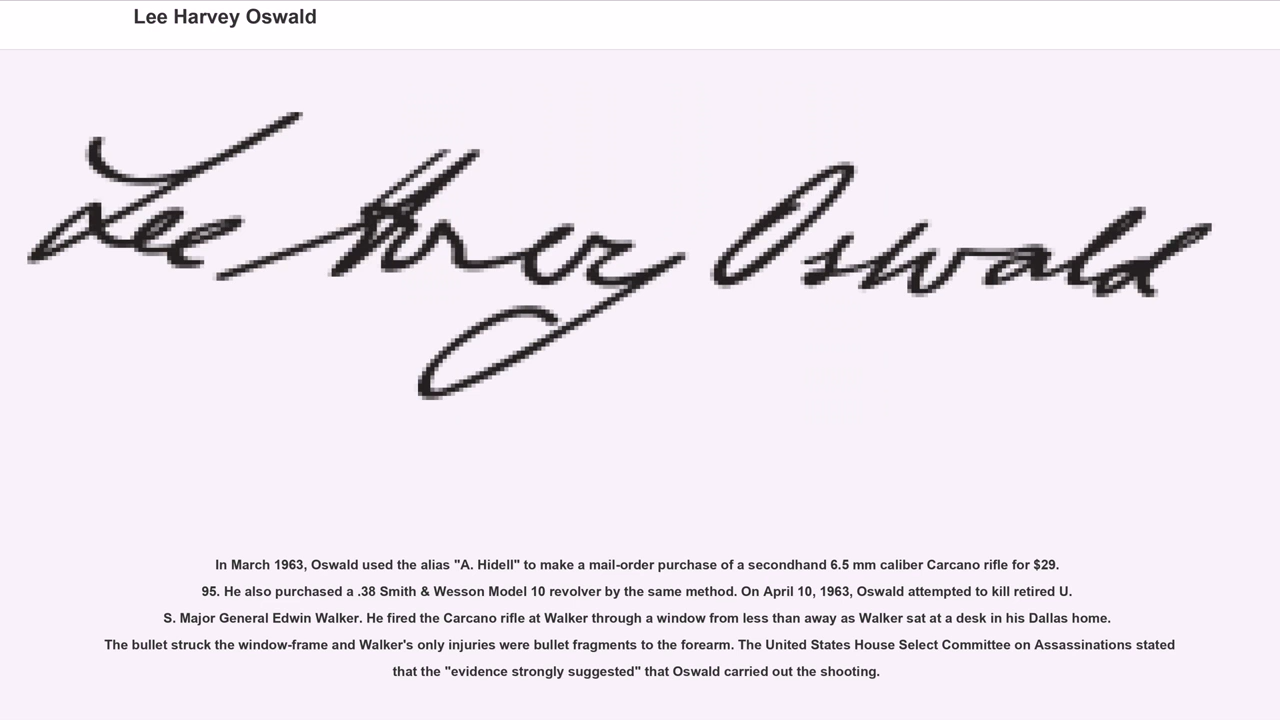 Lee Harvey Oswald
Lee Harvey Oswald
In March 1963, Oswald used the alias "A. Hidell" to make a mail-order purchase of a secondhand 6.5 mm caliber Carcano rifle for $29.
95. He also purchased a .38 Smith & Wesson Model 10 revolver by the same method. On April 10, 1963, Oswald attempted to kill retired U.
S. Major General Edwin Walker. He fired the Carcano rifle at Walker through a window from less than away as Walker sat at a desk in his Dallas home.
The bullet struck the window-frame and Walker's only injuries were bullet fragments to the forearm. The United States House Select Committee on Assassinations stated
that the "evidence strongly suggested" that Oswald carried out the shooting.